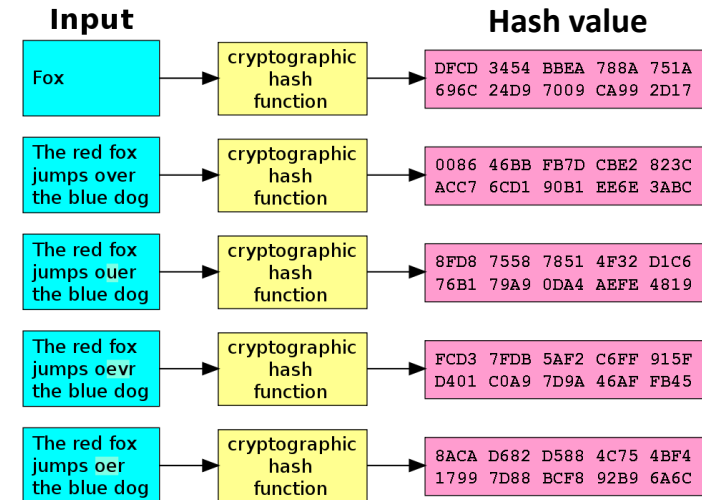 Input
Hash value
Fox
cryptographic
hash
function
DFCD 3454 BBEA 788A 751A
696C 24D9 7009 CA99 2D17
The red fox
jumps over
the blue dog
cryptographic
hash
function
0086 46BB FB7D CBE2 823C
ACC7 6CD1 90B1 EE6E 3ABC
The red fox
jumps ouer
the blue dog
cryptographic
hash
function
8FD8 7558 7851 4F32 D1C6
76B1 79A9 0DA4 AEFE 4819
The red fox
jumps oevr
the blue dog
cryptographic
hash
function
FCD3 7FDB 5AF2 C6FF 915F
D401 C0A9 7D9A 46AF FB45
The red fox
jumps oer
the blue dog
cryptographic
hash
function
8ACA D682 D588 4C75 4BF4
1799 7D88 BCF8 92B9 6A6C